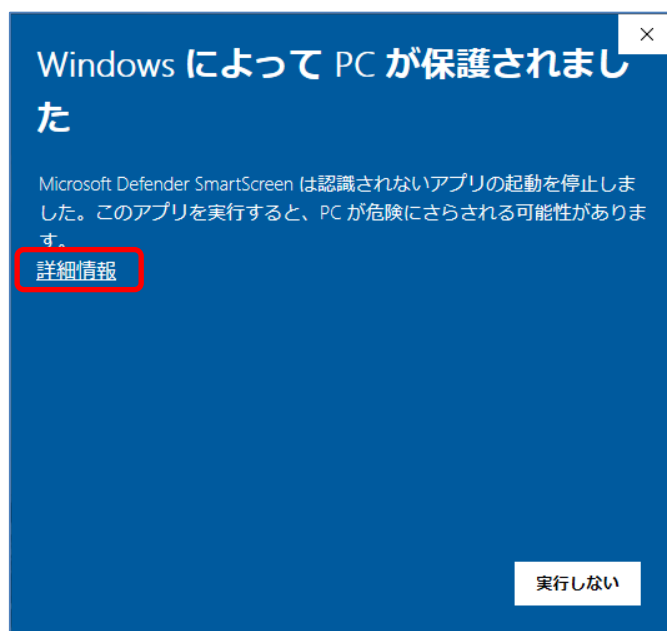 Windows によって PC が保護されまし
た
Microsoft Defender SmartScreen は認識されないアプリの起動を停止しま
した。このアプリを実行すると、PC が危険にさらされる可能性がありま
す。
詳細情報
実行しない